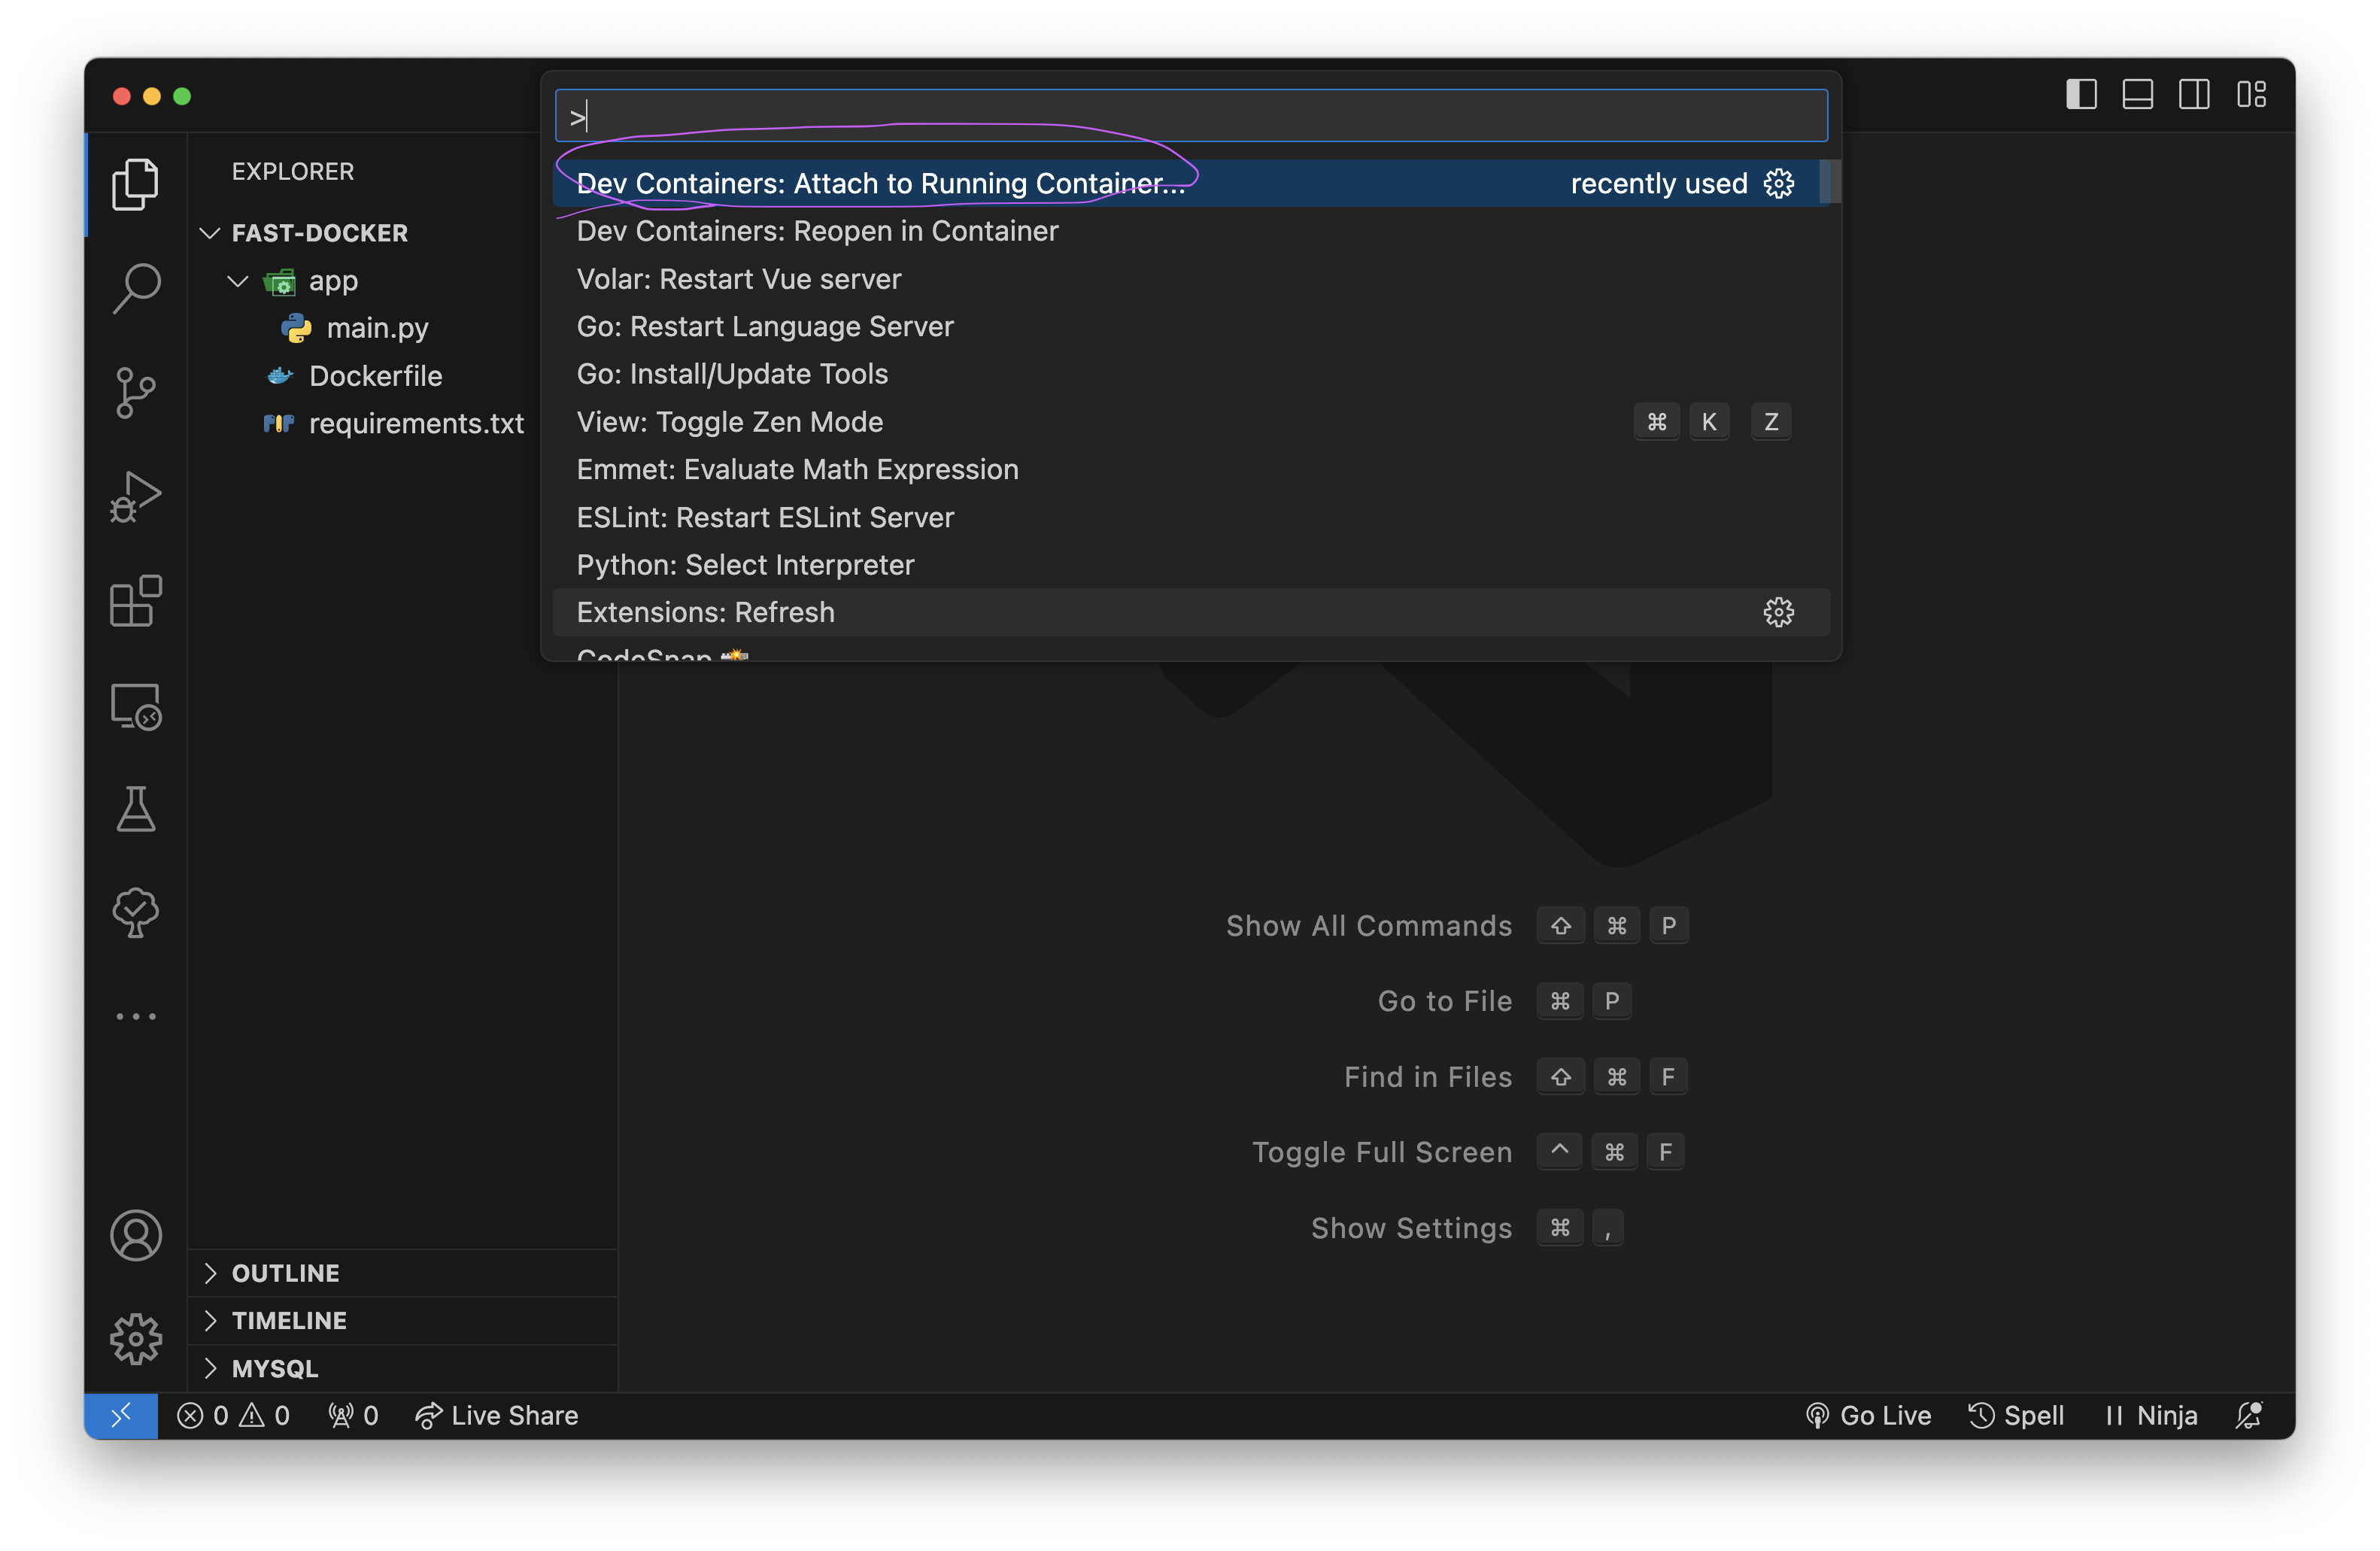 >
Dev Containers: Attach to Running Container... recently used
Dev Containers: Reopen in Container
Volar: Restart Vue server
Go: Restart Language Server
Go: Install/Update Tools
View: Toggle Zen Mode ⌘ K Z
Emmet: Evaluate Math Expression
ESLint: Restart ESLint Server
Python: Select Interpreter
Extensions: Refresh
CodeSnap 📸
EXPLORER
FAST-DOCKER
app
main.py
Dockerfile
requirements.txt
Show All Commands ⇧ ⌘ P
Go to File ⌘ P
Find in Files ⇧ ⌘ F
Toggle Full Screen ^ ⌘ F
Show Settings ⌘ ,
OUTLINE
TIMELINE
MYSQL
0 0 0 Live Share
Go Live Spell Ninja